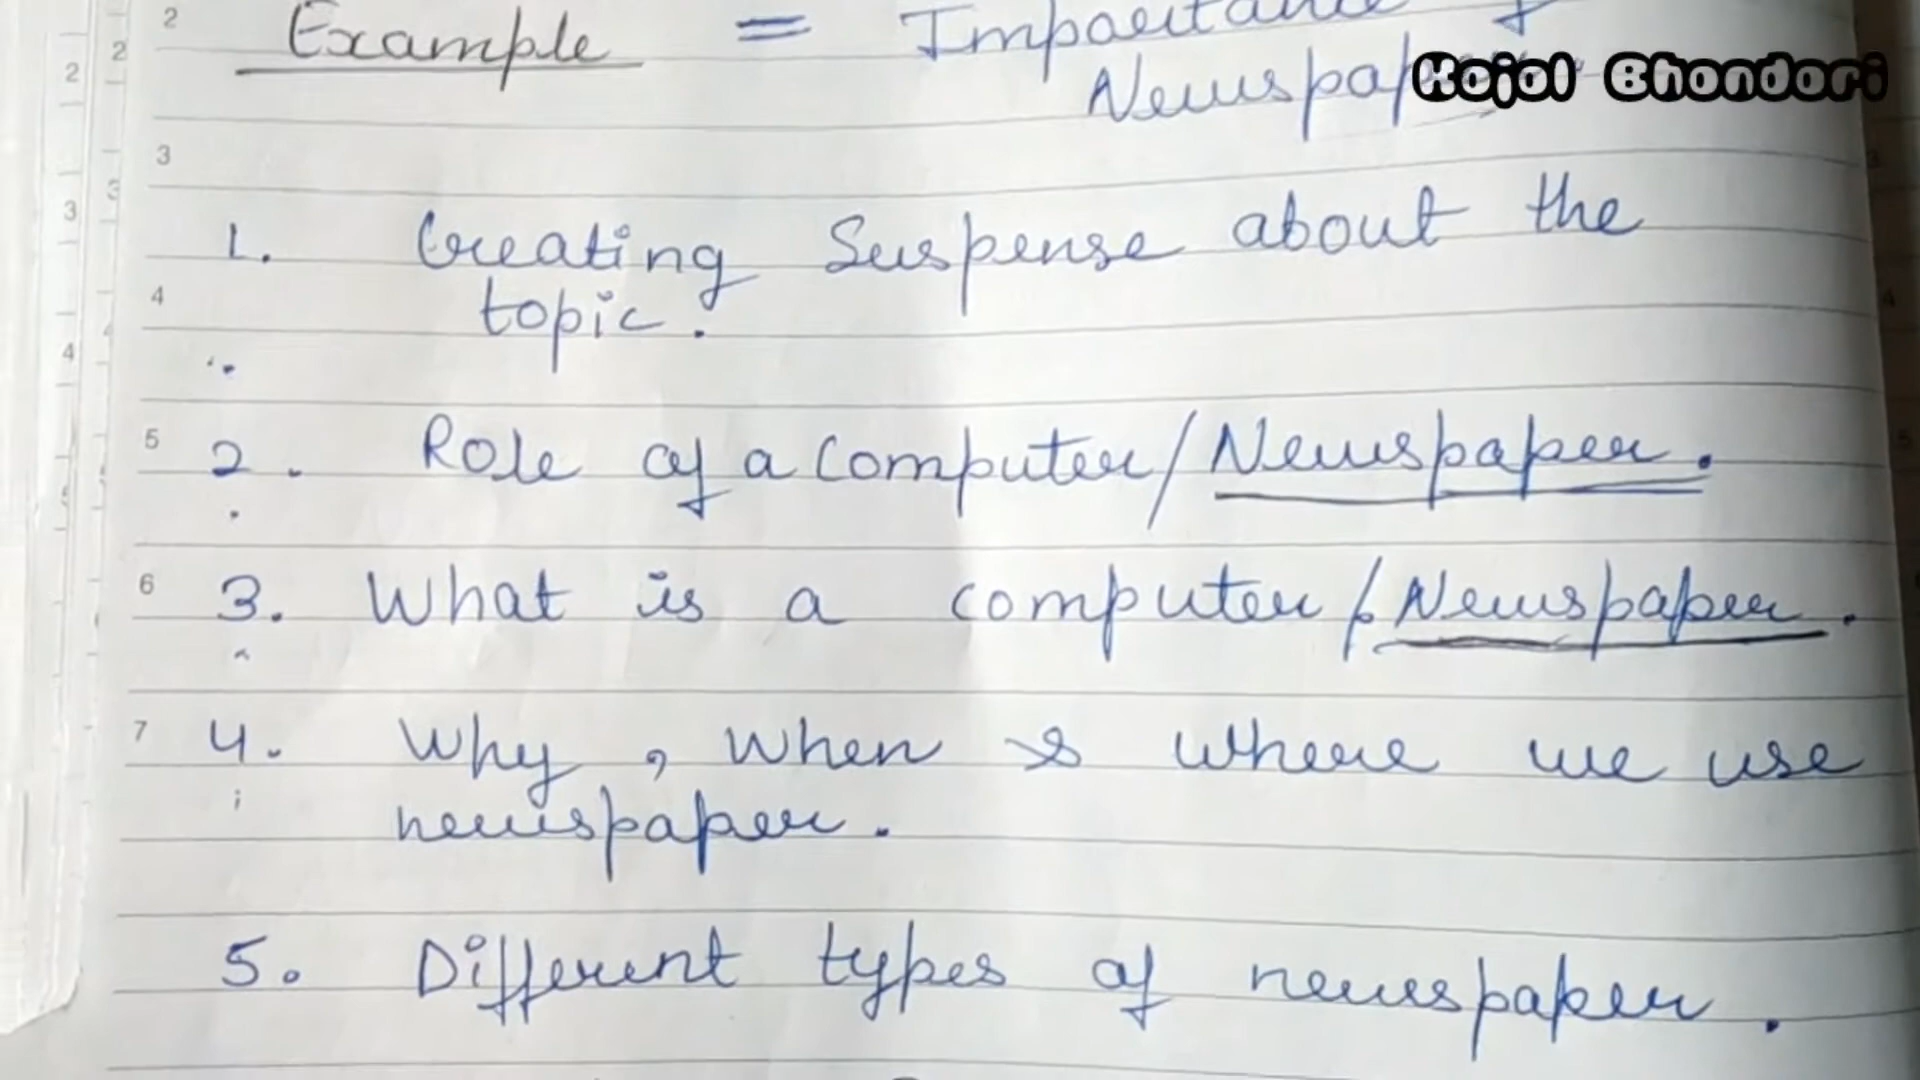 Example = Importance of
Newspaper
Kajal Bhandari
1. Creating Suspense about the
topic.
2. Role of a Computer/Newspaper.
3. What is a computer/Newspaper.
4. Why, When & where we use
newspaper.
5. Different types of newspaper.